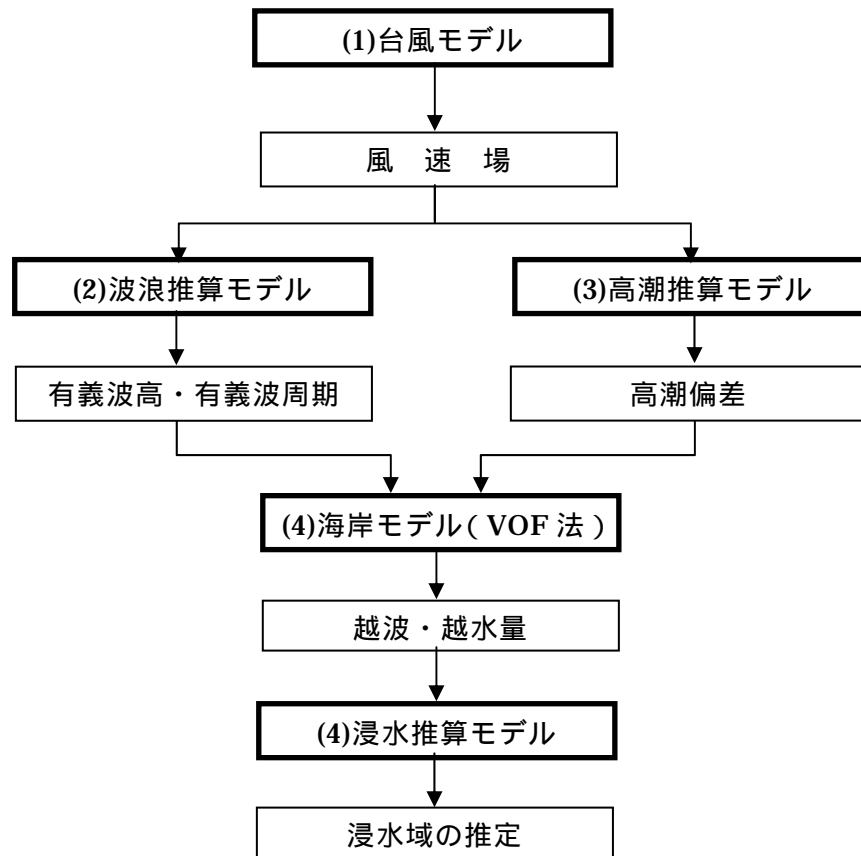 (1)台風モデル
風　速　場
(2)波浪推算モデル
(3)高潮推算モデル
有義波高・有義波周期
高潮偏差
(4)海岸モデル（VOF 法）
越波・越水量
(4)浸水推算モデル
浸水域の推定